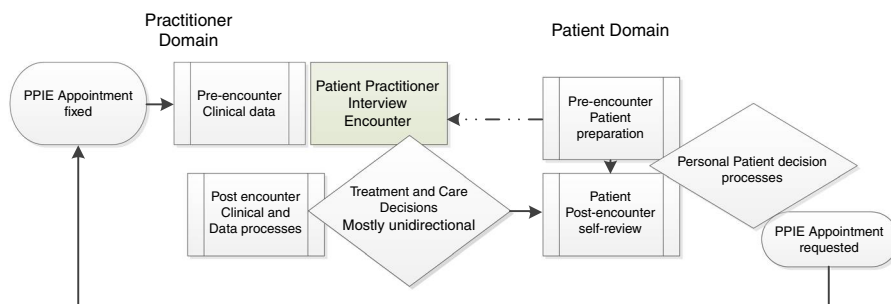 Practitioner
Domain
Patient Domain
PPIE Appointment
fixed
Pre-encounter
Clinical data
Patient Practitioner
Interview
Encounter
Pre-encounter
Patient
preparation
Personal Patient decision
processes
Post encounter
Clinical and
Data processes
Treatment and Care
Decisions
Mostly unidirectional
Patient
Post-encounter
self-review
PPIE Appointment
requested